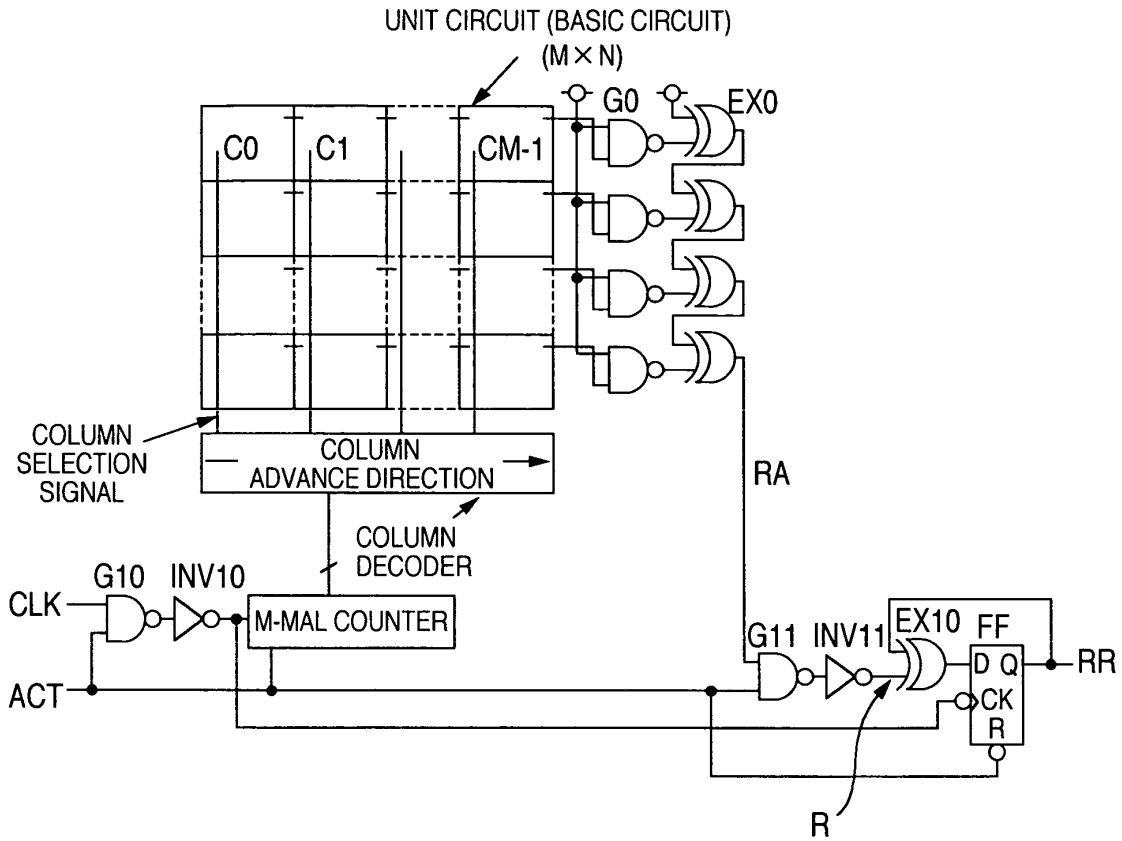 UNIT CIRCUIT (BASIC CIRCUIT)
(M×N)
G0
EX0
C0
C1
CM-1
COLUMN
SELECTION
SIGNAL
COLUMN
ADVANCE DIRECTION
RA
COLUMN
DECODER
G10
INV10
CLK
M-MAL COUNTER
ACT
G11
INV11
EX10
FF
D Q
RR
CK
R
R